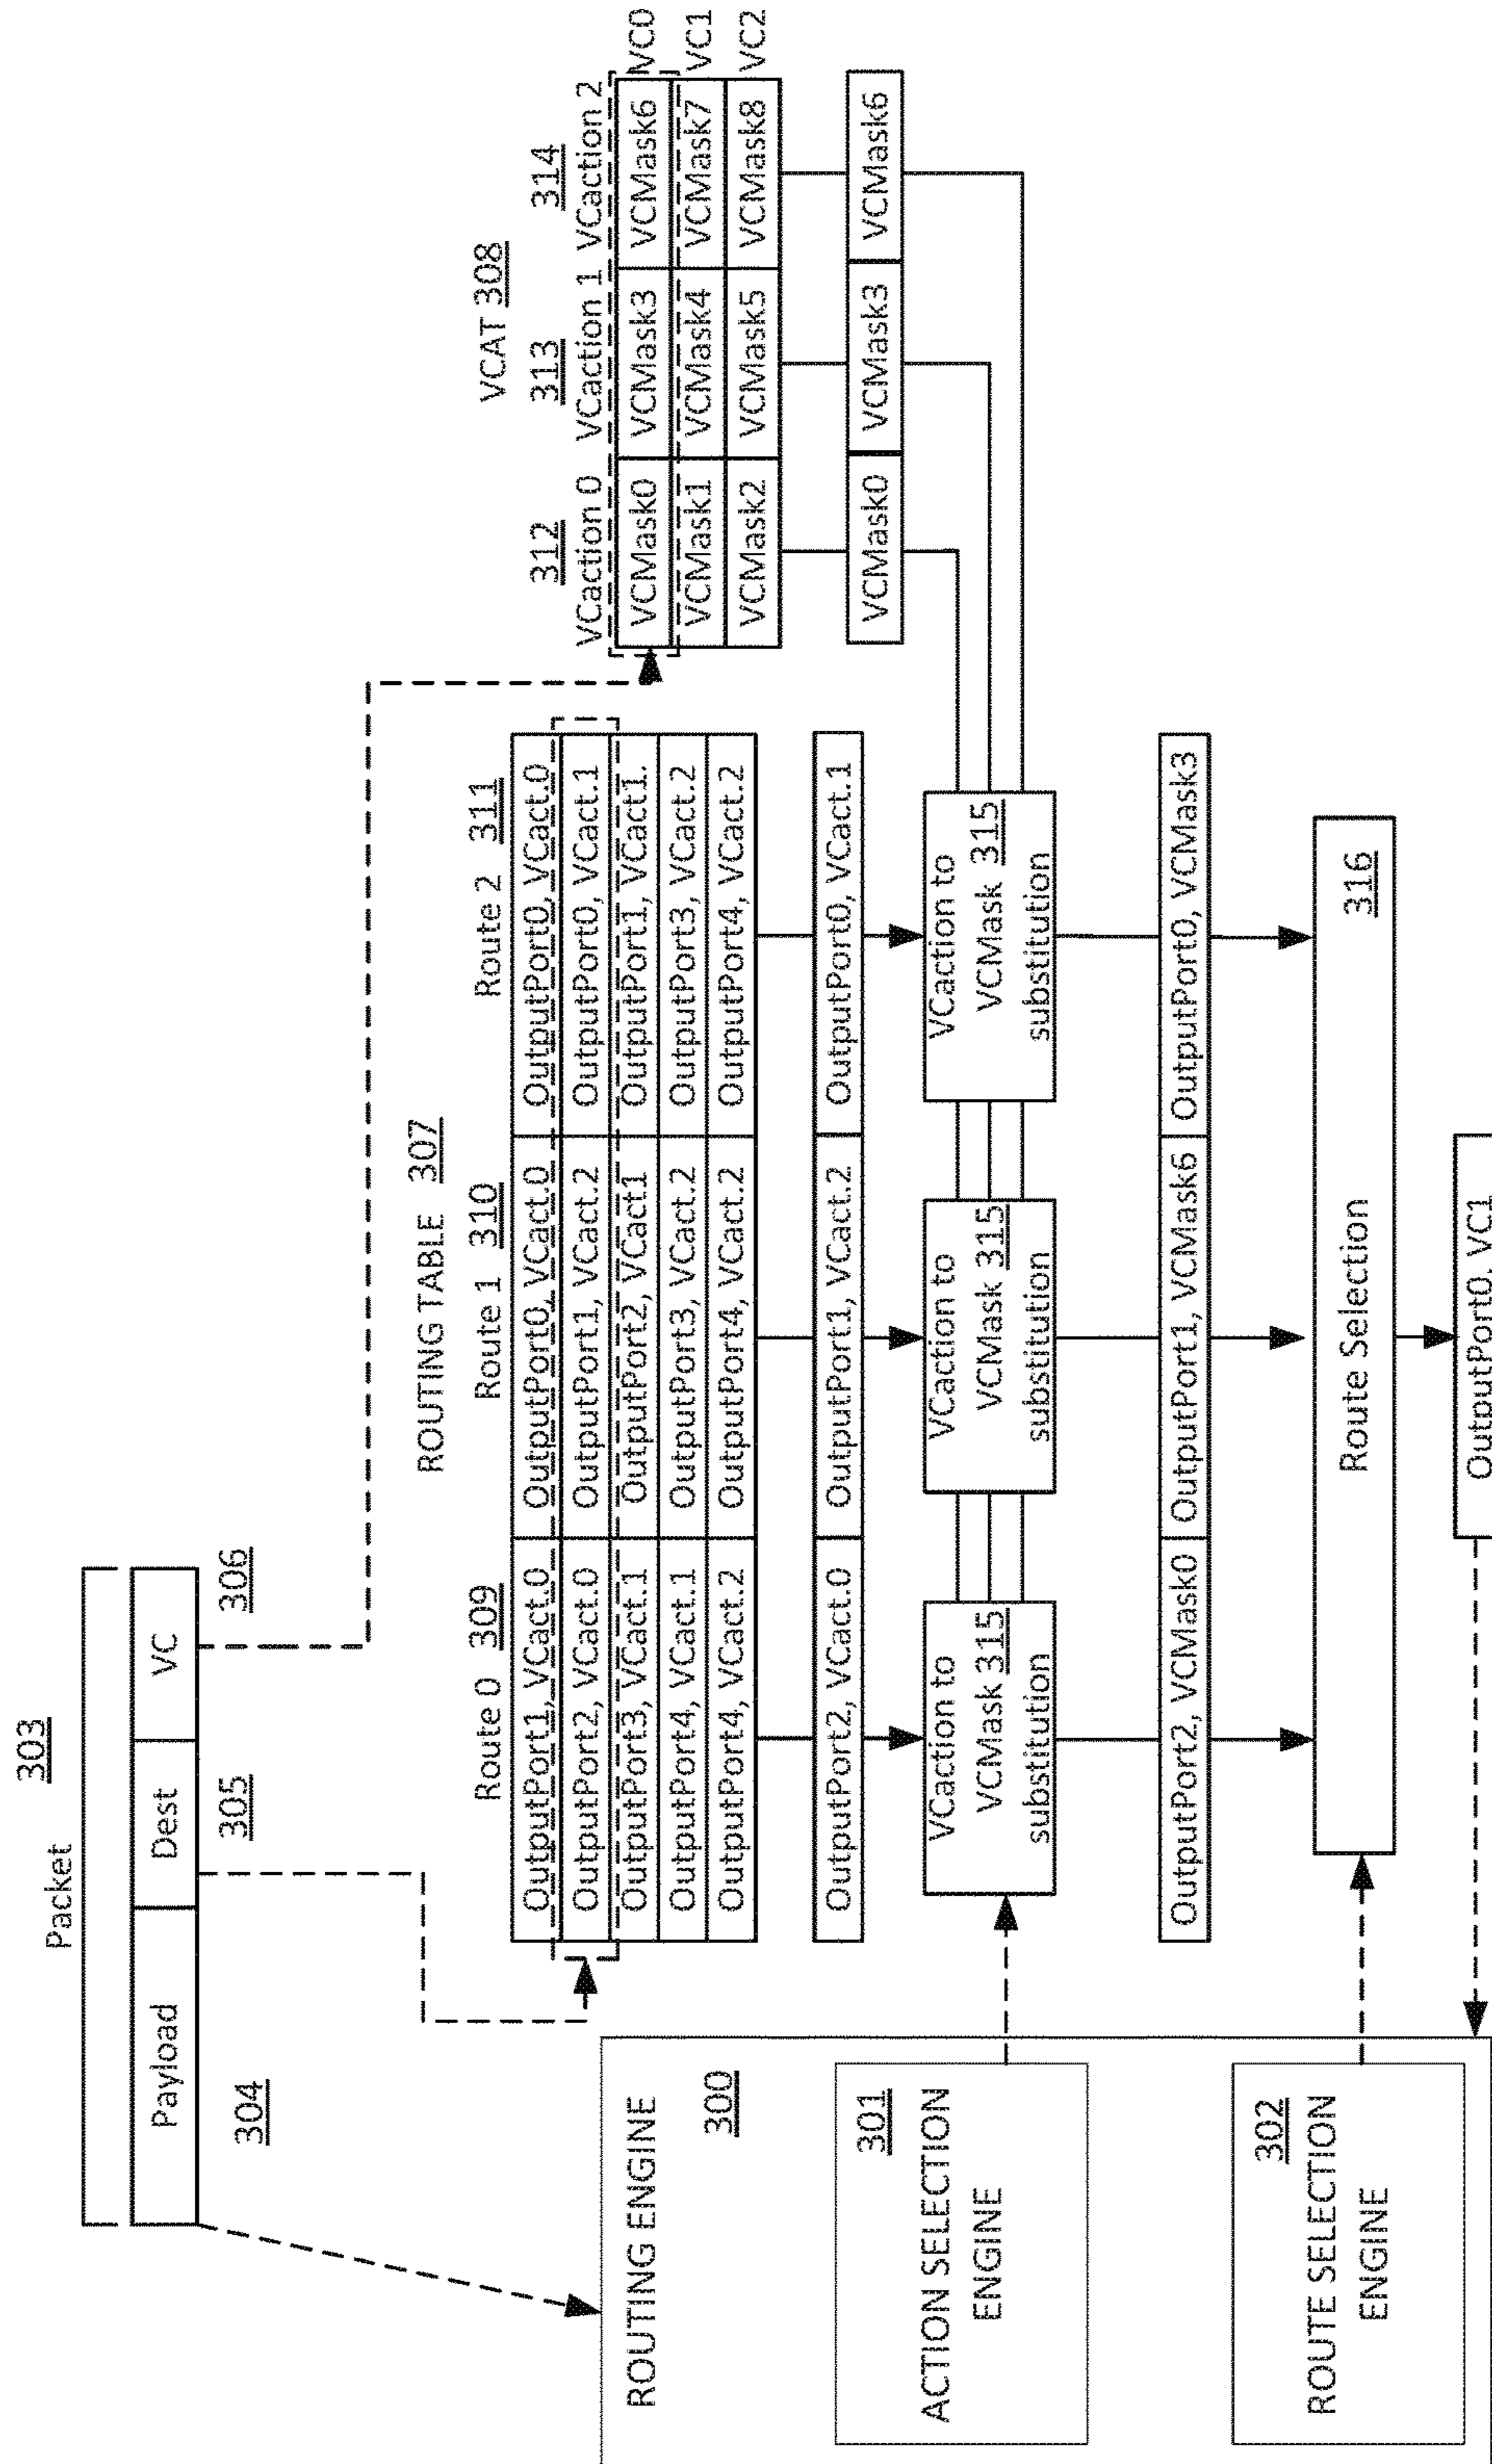 303
Packet
Payload Dest VC
304 305 306
ROUTING TABLE 307
Route 0 309 Route 1 310 Route 2 311
OutputPort1, VCact.0 OutputPort0, VCact.0 OutputPort0, VCact.0
OutputPort2, VCact.0 OutputPort1, VCact.2 OutputPort0, VCact.1
OutputPort3, VCact.1 OutputPort2, VCact1 OutputPort1, VCact1.
OutputPort4, VCact.1 OutputPort3, VCact.2 OutputPort3, VCact.2
OutputPort4, VCact.2 OutputPort4, VCact.2 OutputPort4, VCact.2
VCAT 308
312 313 314
VCaction 0 VCaction 1 VCaction 2
VCMask0 VCMask3 VCMask6 VC0
VCMask1 VCMask4 VCMask7 VC1
VCMask2 VCMask5 VCMask8 VC2
VCMask0 VCMask3 VCMask6
OutputPort2, VCact.0 OutputPort1, VCact.2 OutputPort0, VCact.1
VCaction to
VCMask 315
substitution
VCaction to
VCMask 315
substitution
VCaction to
VCMask 315
substitution
OutputPort2, VCMask0 OutputPort1, VCMask6 OutputPort0, VCMask3
Route Selection 316
OutputPort0, VC1
ROUTING ENGINE
300
301
ACTION SELECTION
ENGINE
302
ROUTE SELECTION
ENGINE